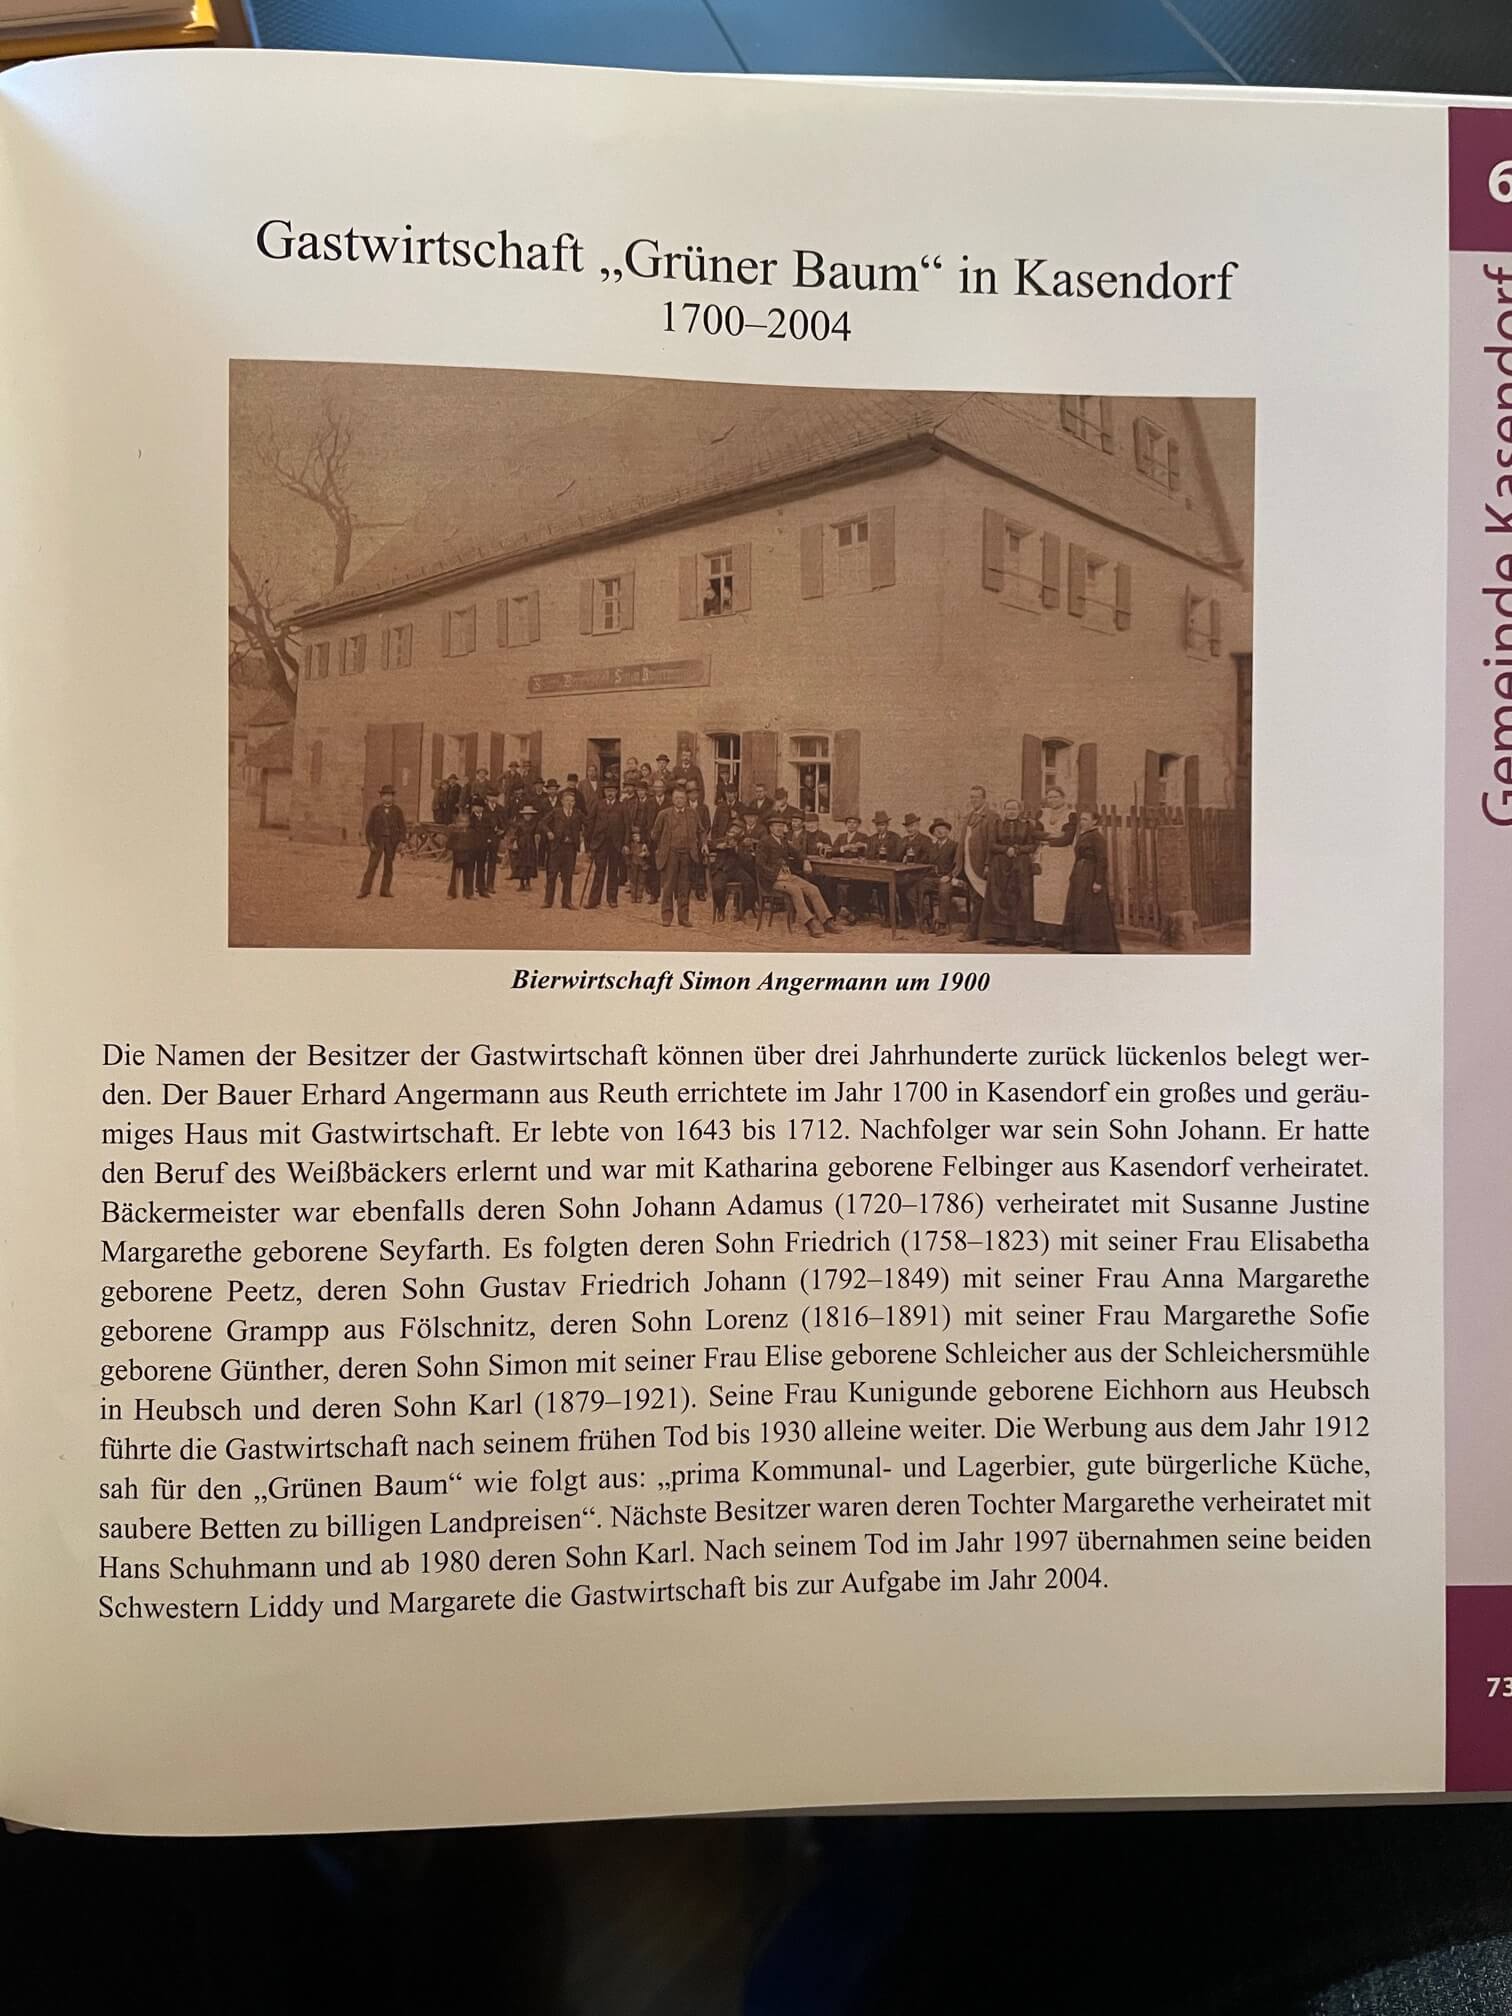 6
Gemeinde Kasendorf
Gastwirtschaft „Grüner Baum“ in Kasendorf
1700–2004
Bierwirtschaft Simon Angermann um 1900
Die Namen der Besitzer der Gastwirtschaft können über drei Jahrhunderte zurück lückenlos belegt wer-
den. Der Bauer Erhard Angermann aus Reuth errichtete im Jahr 1700 in Kasendorf ein großes und geräu-
miges Haus mit Gastwirtschaft. Er lebte von 1643 bis 1712. Nachfolger war sein Sohn Johann. Er hatte
den Beruf des Weißbäckers erlernt und war mit Katharina geborene Felbinger aus Kasendorf verheiratet.
Bäckermeister war ebenfalls deren Sohn Johann Adamus (1720–1786) verheiratet mit Susanne Justine
Margarethe geborene Seyfarth. Es folgten deren Sohn Friedrich (1758–1823) mit seiner Frau Elisabetha
geborene Peetz, deren Sohn Gustav Friedrich Johann (1792–1849) mit seiner Frau Anna Margarethe
geborene Grampp aus Fölschnitz, deren Sohn Lorenz (1816–1891) mit seiner Frau Margarethe Sofie
geborene Günther, deren Sohn Simon mit seiner Frau Elise geborene Schleicher aus der Schleichersmühle
in Heubsch und deren Sohn Karl (1879–1921). Seine Frau Kunigunde geborene Eichhorn aus Heubsch
führte die Gastwirtschaft nach seinem frühen Tod bis 1930 alleine weiter. Die Werbung aus dem Jahr 1912
sah für den „Grünen Baum“ wie folgt aus: „prima Kommunal- und Lagerbier, gute bürgerliche Küche,
saubere Betten zu billigen Landpreisen“. Nächste Besitzer waren deren Tochter Margarethe verheiratet mit
Hans Schuhmann und ab 1980 deren Sohn Karl. Nach seinem Tod im Jahr 1997 übernahmen seine beiden
Schwestern Liddy und Margarete die Gastwirtschaft bis zur Aufgabe im Jahr 2004.
73